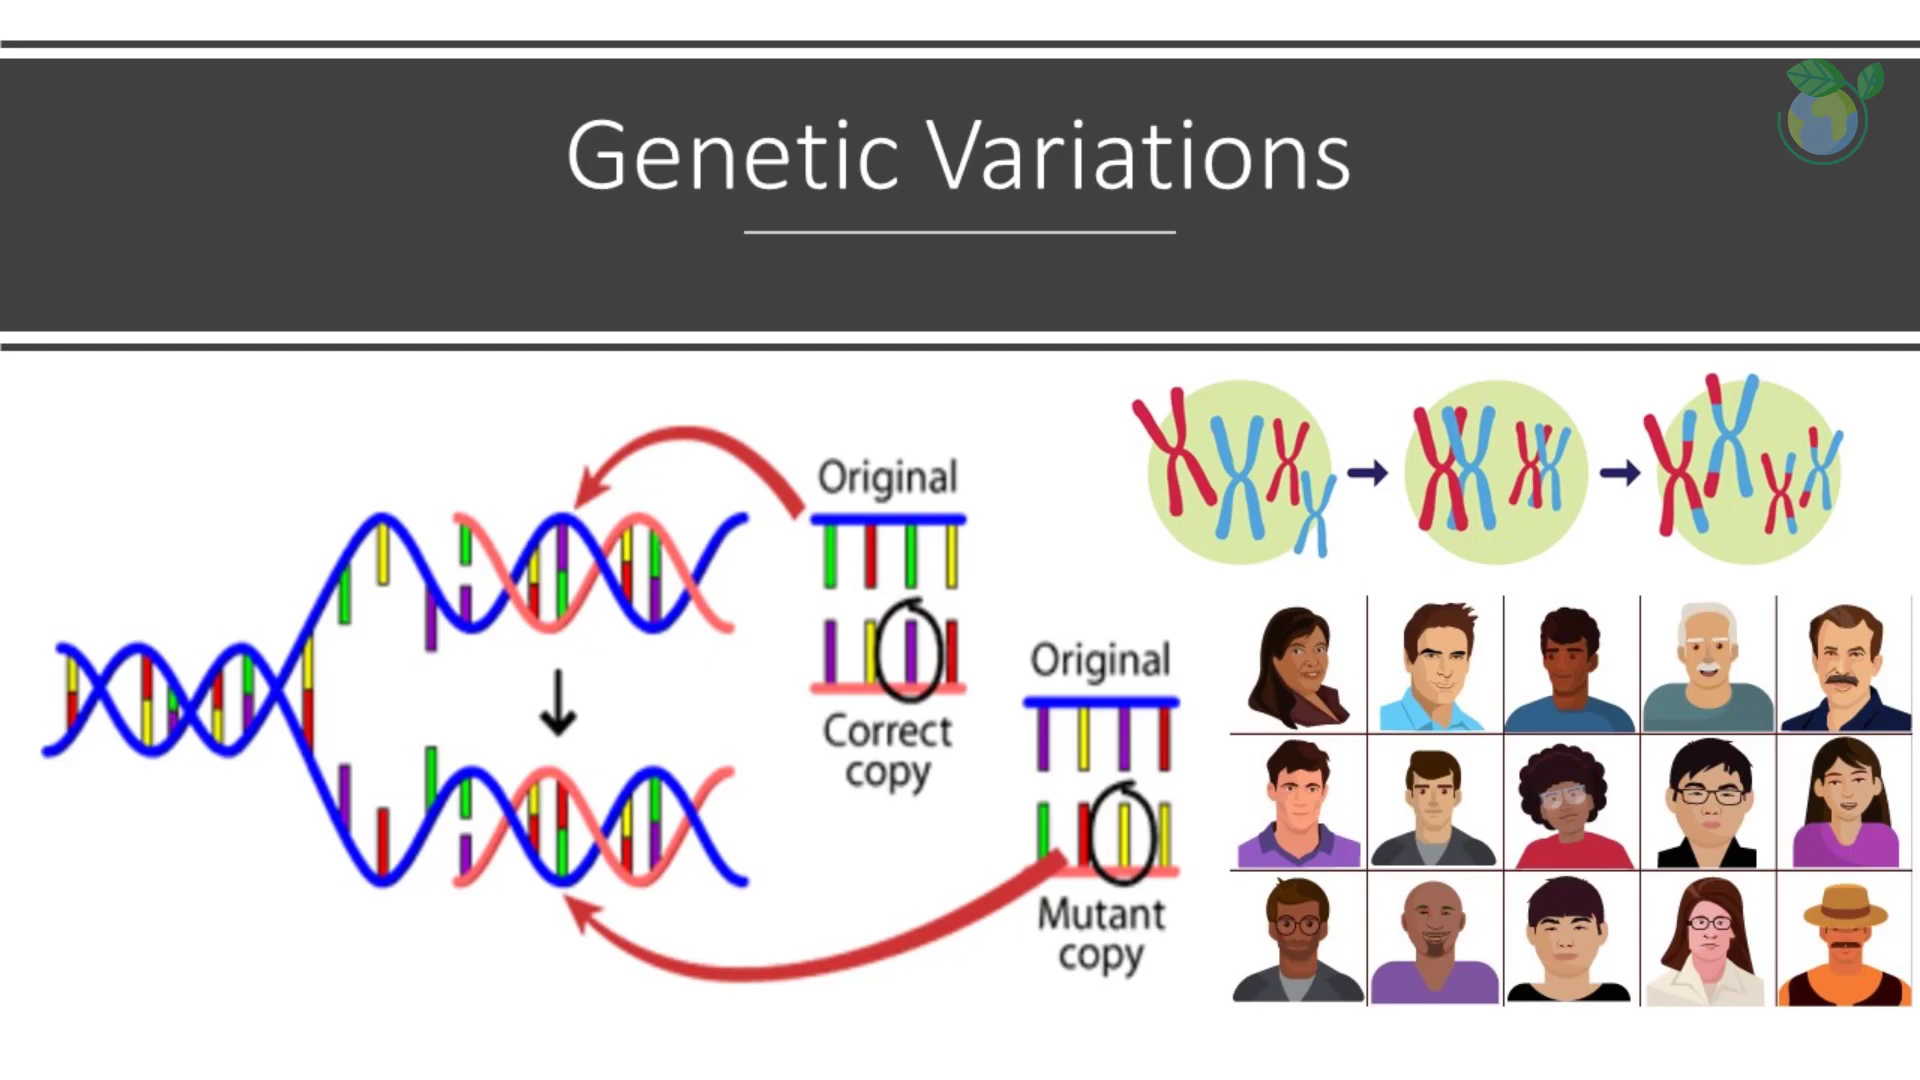 Genetic Variations
Original
Correct
copy
Original
Mutant
copy